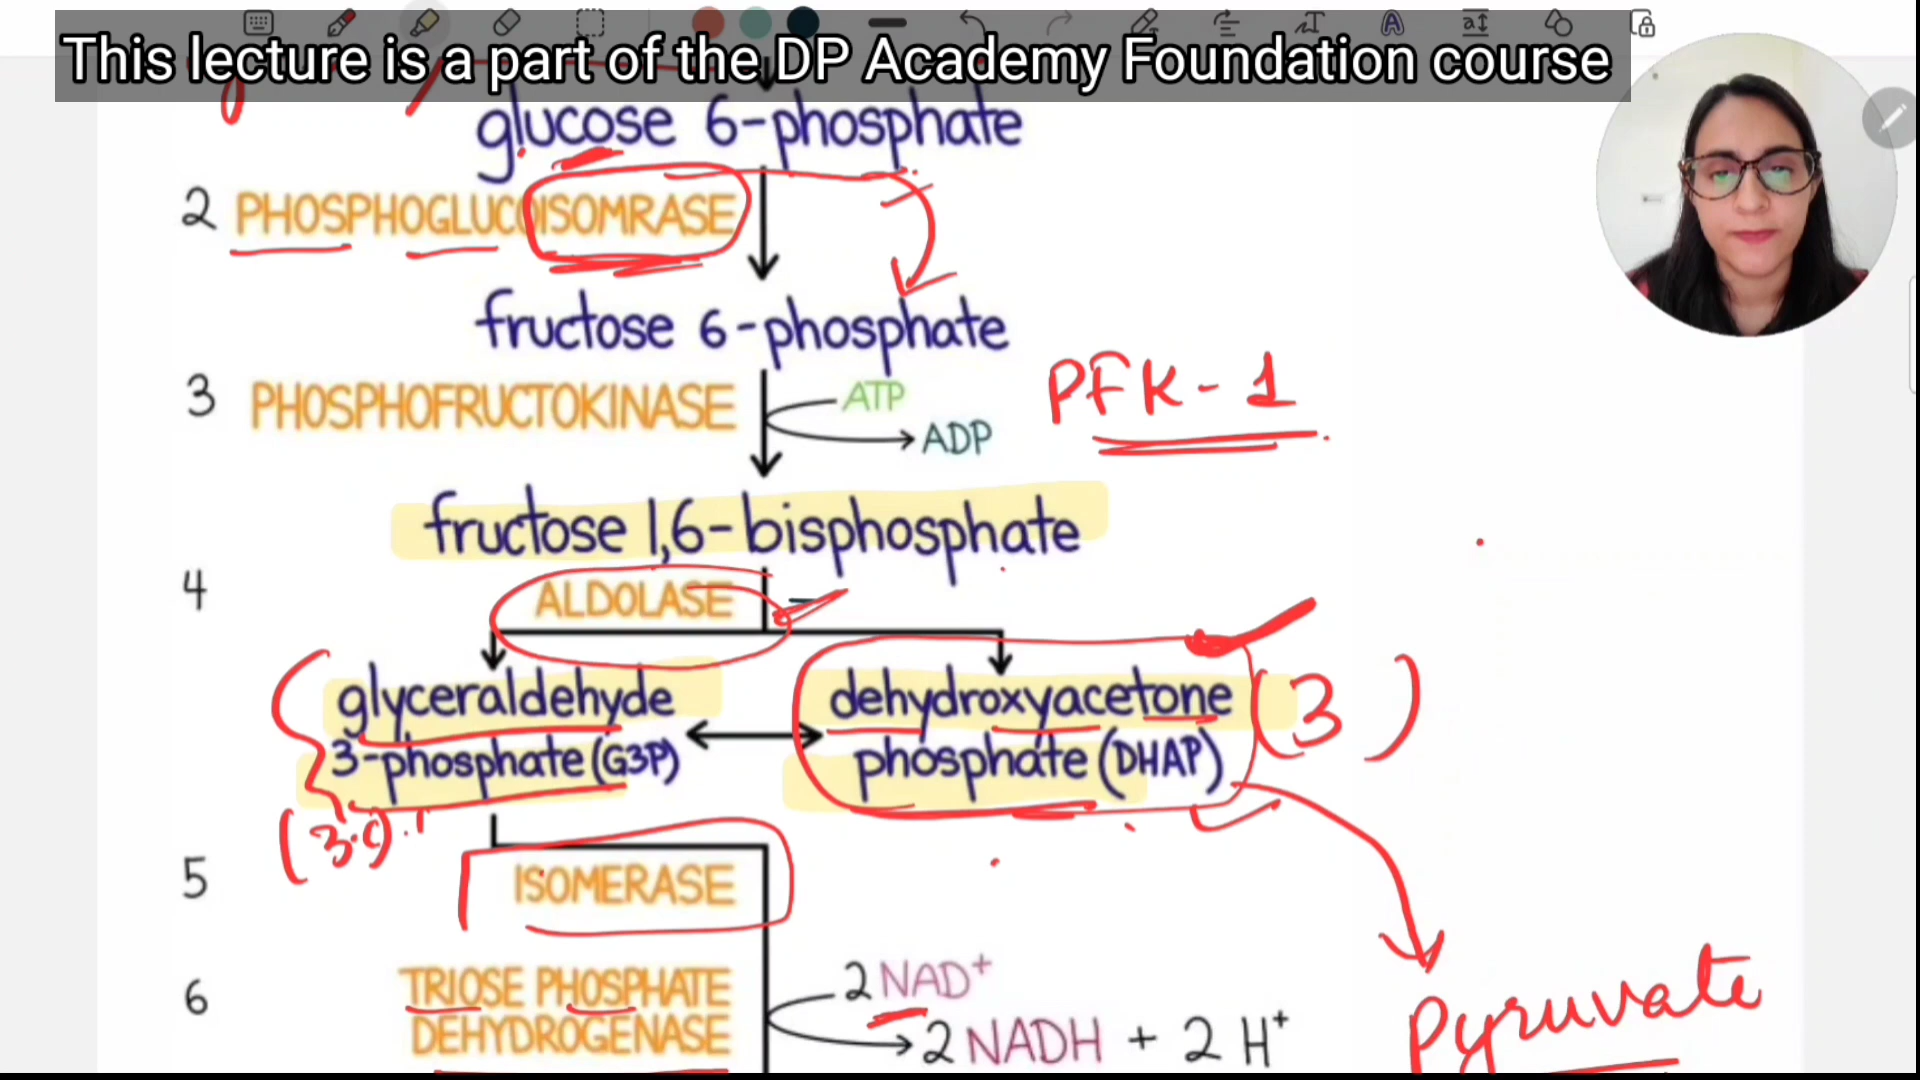 This lecture is a part of the DP Academy Foundation course
glucose 6-phosphate
2 PHOSPHOGLUCOISOMRASE
fructose 6-phosphate
3 PHOSPHOFRUCTOKINASE
ATP
ADP
PFK-1
fructose 1,6-bisphosphate
4 ALDOLASE
glyceraldehyde
3-phosphate (G3P)
(3.c)
dehydroxyacetone
phosphate (DHAP)
(3 )
5 ISOMERASE
6 TRIOSE PHOSPHATE
DEHYDROGENASE
2 NAD+
2 NADH + 2 H+
Pyruvate